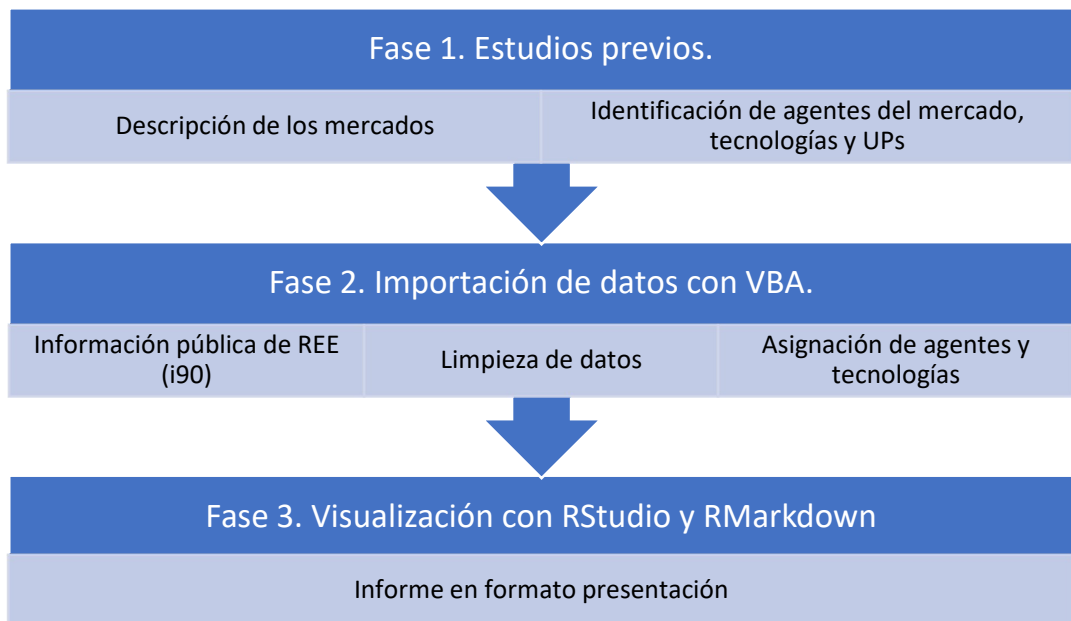 Fase 1. Estudios previos.
Descripción de los mercados
Identificación de agentes del mercado,
tecnologías y UPs
Fase 2. Importación de datos con VBA.
Información pública de REE
(i90)
Limpieza de datos
Asignación de agentes y
tecnologías
Fase 3. Visualización con RStudio y RMarkdown
Informe en formato presentación